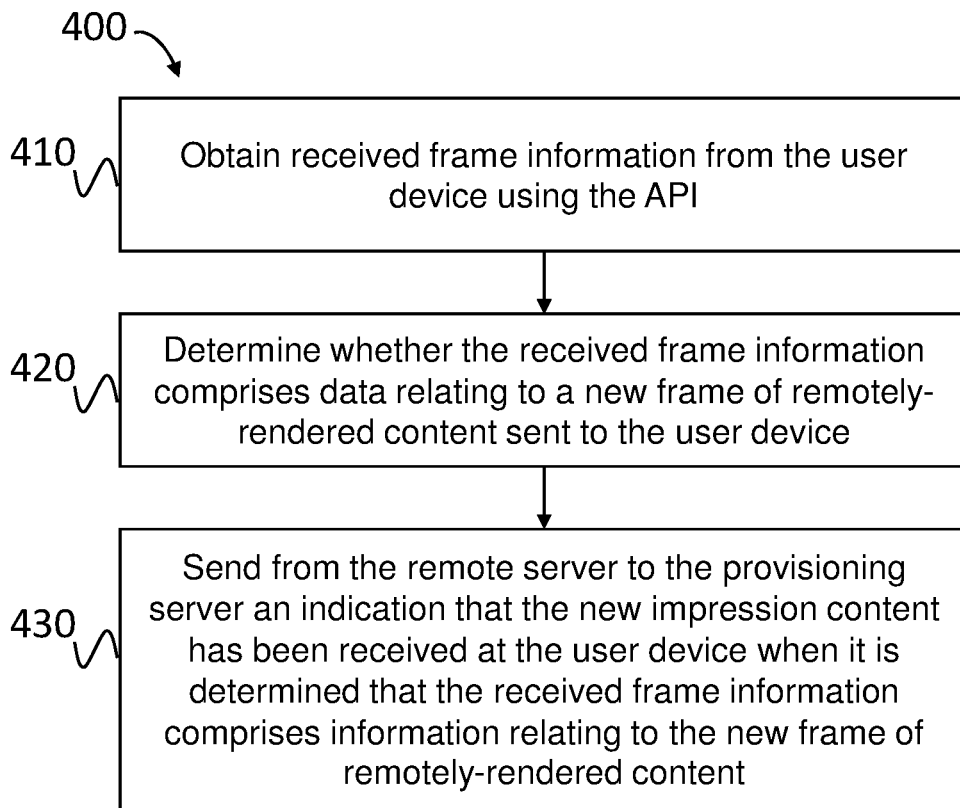 400
410
Obtain received frame information from the user
device using the API
420
Determine whether the received frame information
comprises data relating to a new frame of remotely-
rendered content sent to the user device
430
Send from the remote server to the provisioning
server an indication that the new impression content
has been received at the user device when it is
determined that the received frame information
comprises information relating to the new frame of
remotely-rendered content